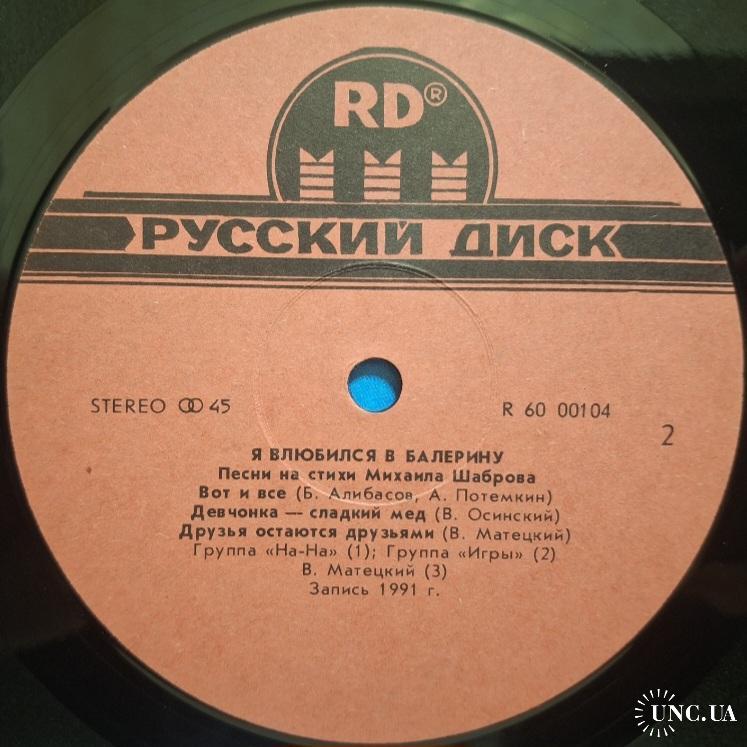 RD®
РУССКИЙ ДИСК
STEREO ꝎO 45
R 60 00104
2
Я ВЛЮБИЛСЯ В БАЛЕРИНУ
Песни на стихи Михаила Шаброва
Вот и все (Б. Алибасов, А. Потемкин)
Девчонка — сладкий мед (В. Осинский)
Друзья остаются друзьями (В. Матецкий)
Группа «На-На» (1); Группа «Игры» (2)
В. Матецкий (3)
Запись 1991 г.
UNC.UA